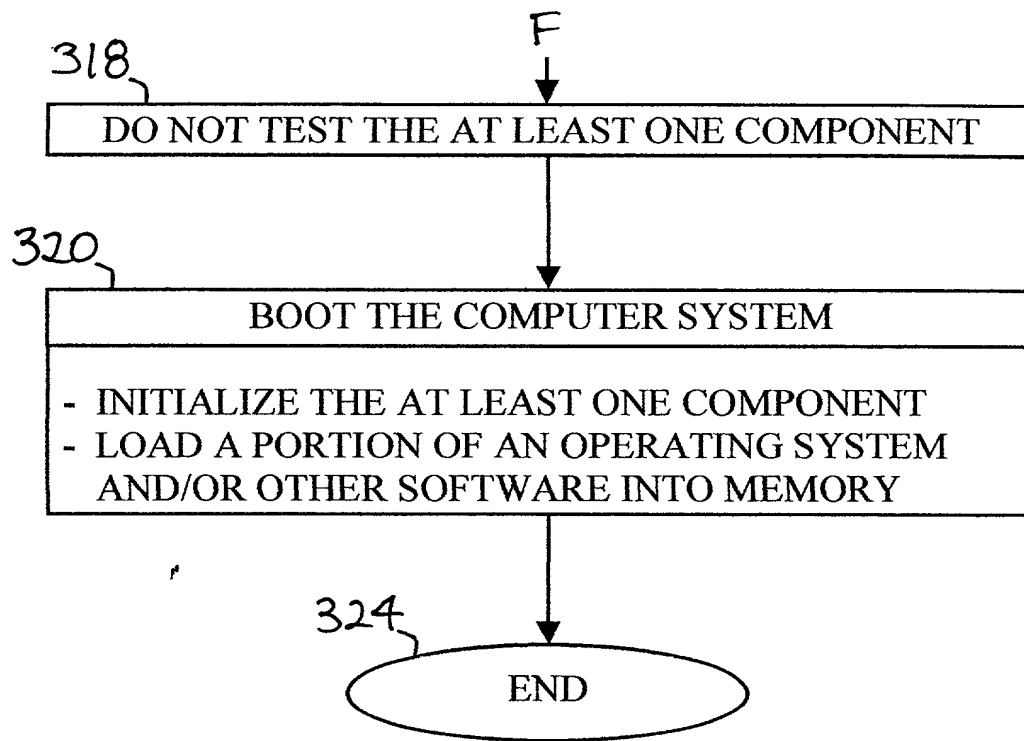 F
318
DO NOT TEST THE AT LEAST ONE COMPONENT
320
BOOT THE COMPUTER SYSTEM
- INITIALIZE THE AT LEAST ONE COMPONENT
- LOAD A PORTION OF AN OPERATING SYSTEM
AND/OR OTHER SOFTWARE INTO MEMORY
324
END